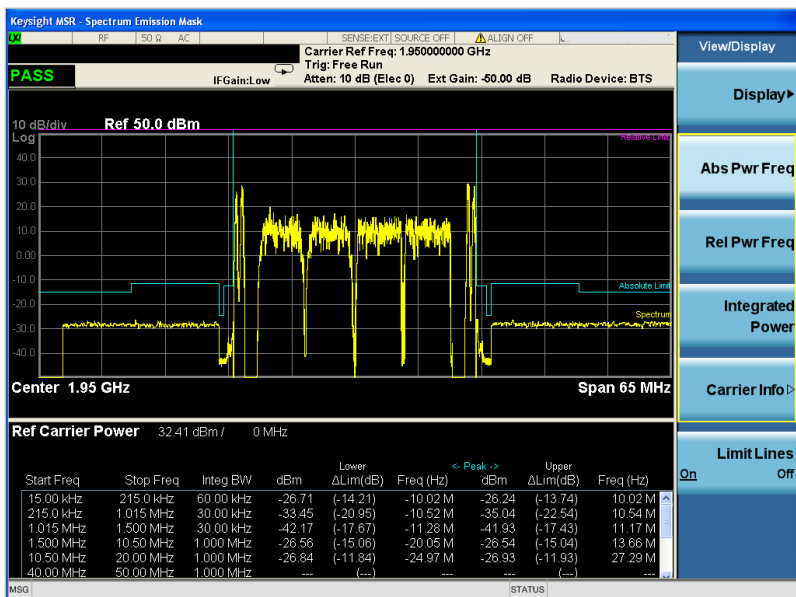 Keysight MSR - Spectrum Emission Mask
LXI RF 50 Ω AC SENSE:EXT SOURCE OFF ALIGN OFF
Carrier Ref Freq: 1.950000000 GHz
Trig: Free Run
PASS IFGain:Low Atten: 10 dB (Elec 0) Ext Gain: -50.00 dB Radio Device: BTS
10 dB/div Ref 50.0 dBm
Log
Relative Limit
40.0
30.0
20.0
10.0
0.00
-10.0
Absolute Limit
-20.0
Spectrum
-30.0
-40.0
Center 1.95 GHz Span 65 MHz
Ref Carrier Power 32.41 dBm / 0 MHz
Lower <- Peak -> Upper
Start Freq Stop Freq Integ BW dBm ΔLim(dB) Freq (Hz) dBm ΔLim(dB) Freq (Hz)
15.00 kHz 215.0 kHz 60.00 kHz -26.71 (-14.21) -10.02 M -26.24 (-13.74) 10.02 M
215.0 kHz 1.015 MHz 30.00 kHz -33.45 (-20.95) -10.52 M -35.04 (-22.54) 10.54 M
1.015 MHz 1.500 MHz 30.00 kHz -42.17 (-17.67) -11.28 M -41.93 (-17.43) 11.17 M
1.500 MHz 10.50 MHz 1.000 MHz -26.56 (-15.06) -20.05 M -26.54 (-15.04) 13.66 M
10.50 MHz 20.00 MHz 1.000 MHz -26.84 (-11.84) -24.97 M -26.93 (-11.93) 27.29 M
40.00 MHz 50.00 MHz 1.000 MHz --- (---) --- --- (---) ---
MSG STATUS
View/Display
Display
Abs Pwr Freq
Rel Pwr Freq
Integrated
Power
Carrier Info
Limit Lines
On Off